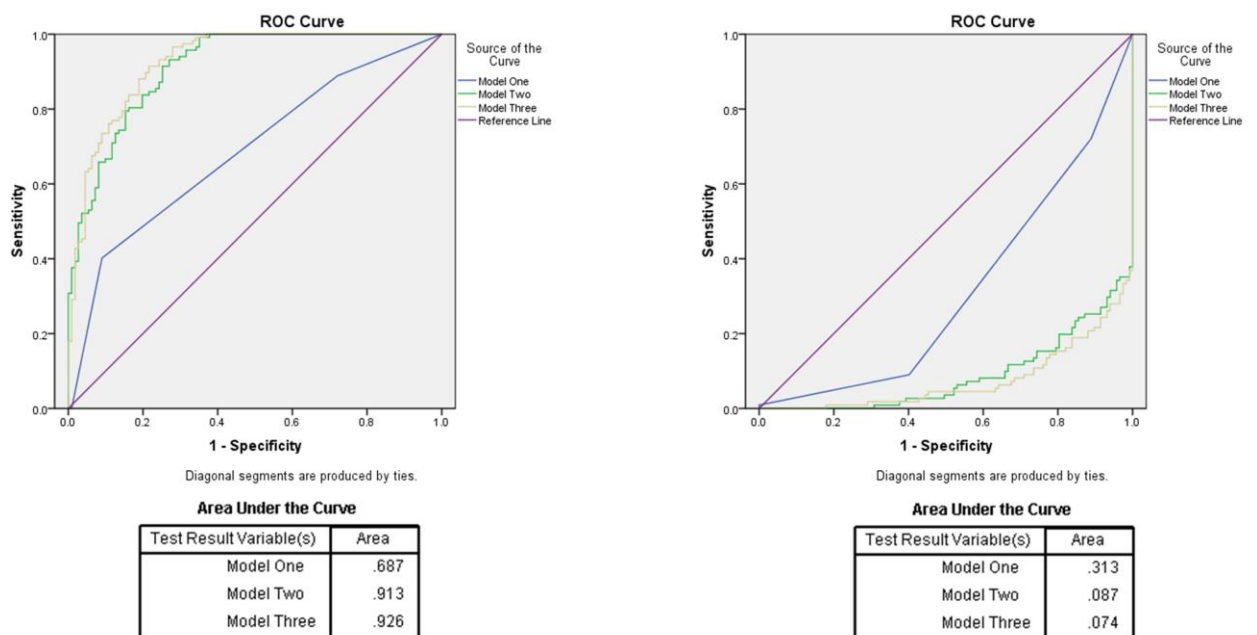 ROC Curve
Source of the
Curve
Model One
Model Two
Model Three
Reference Line
1.0
0.8
0.6
0.4
0.2
0.0
Sensitivity
0.0 0.2 0.4 0.6 0.8 1.0
1 - Specificity
Diagonal segments are produced by ties.
Area Under the Curve
Test Result Variable(s) Area
Model One .687
Model Two .913
Model Three .926
ROC Curve
Source of the
Curve
Model One
Model Two
Model Three
Reference Line
1.0
0.8
0.6
0.4
0.2
0.0
Sensitivity
0.0 0.2 0.4 0.6 0.8 1.0
1 - Specificity
Diagonal segments are produced by ties.
Area Under the Curve
Test Result Variable(s) Area
Model One .313
Model Two .087
Model Three .074